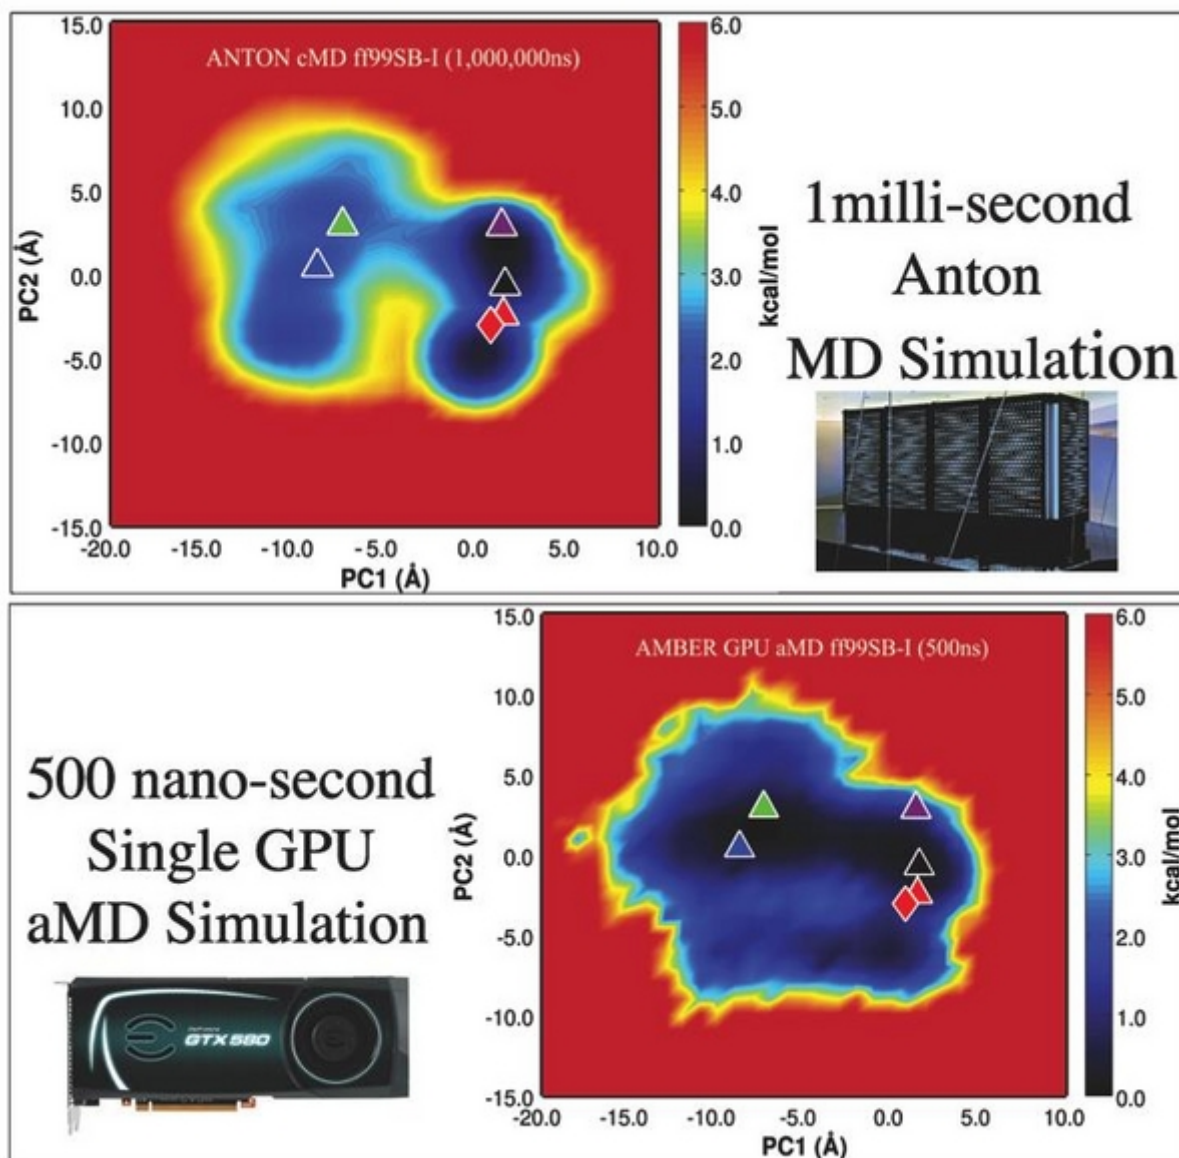 15.0
10.0
5.0
0.0
-5.0
-10.0
-15.0
PC2 (Å)
ANTON cMD ff99SB-I (1,000,000ns)
-20.0 -15.0 -10.0 -5.0 0.0 5.0 10.0
PC1 (Å)
6.0
5.0
4.0
3.0
2.0
1.0
0.0
kcal/mol
1milli-second
Anton
MD Simulation
500 nano-second
Single GPU
aMD Simulation
GTX 580
15.0
10.0
5.0
0.0
-5.0
-10.0
-15.0
PC2 (Å)
AMBER GPU aMD ff99SB-I (500ns)
-20.0 -15.0 -10.0 -5.0 0.0 5.0 10.0
PC1 (Å)
6.0
5.0
4.0
3.0
2.0
1.0
0.0
kcal/mol